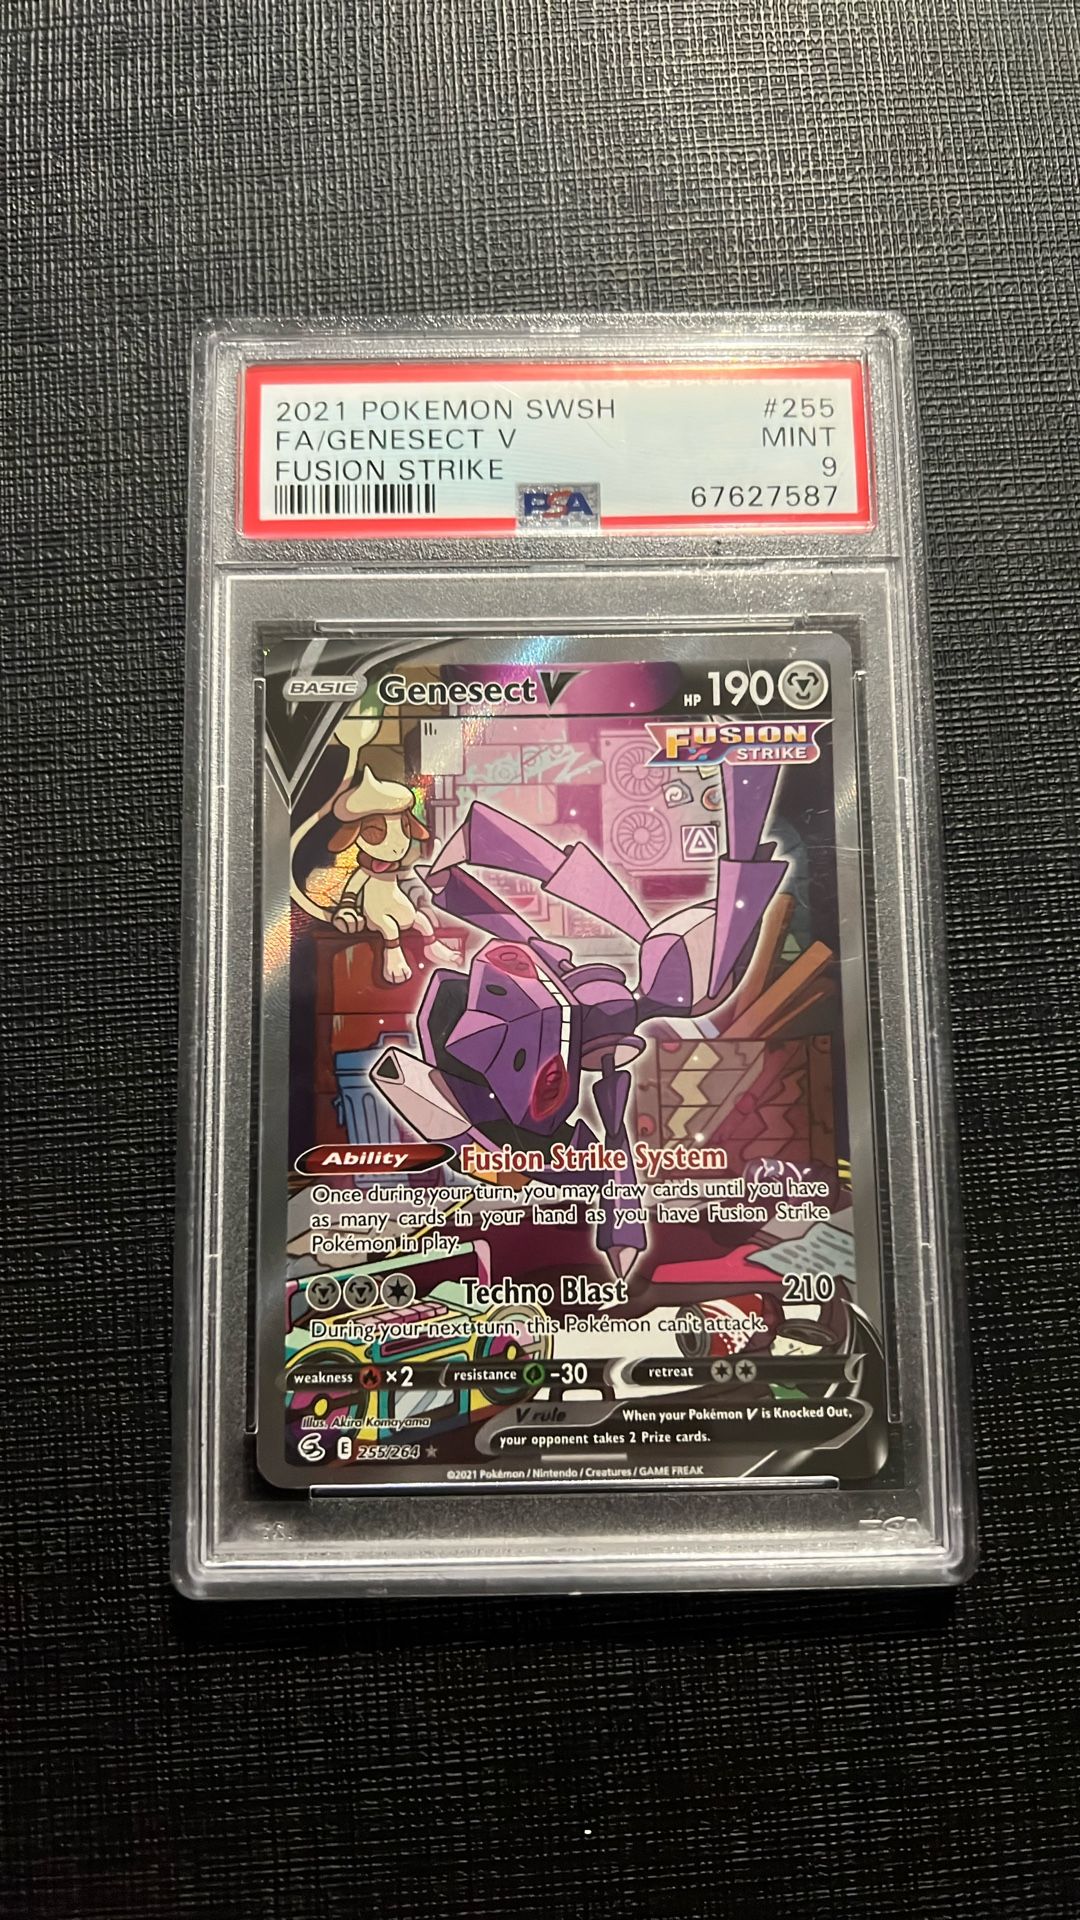 2021 POKEMON SWSH #255
FA/GENESECT V MINT
FUSION STRIKE 9
PSA 67627587
BASIC Genesect V HP 190
FUSION
STRIKE
Ability Fusion Strike System
Once during your turn, you may draw cards until you have
as many cards in your hand as you have Fusion Strike
Pokémon in play.
Techno Blast 210
During your next turn, this Pokémon can't attack.
weakness ×2 resistance -30 retreat
Illus. Akira Komayama
V rule When your Pokémon V is Knocked Out,
your opponent takes 2 Prize cards.
E 255/264 ★
©2021 Pokémon / Nintendo / Creatures / GAME FREAK